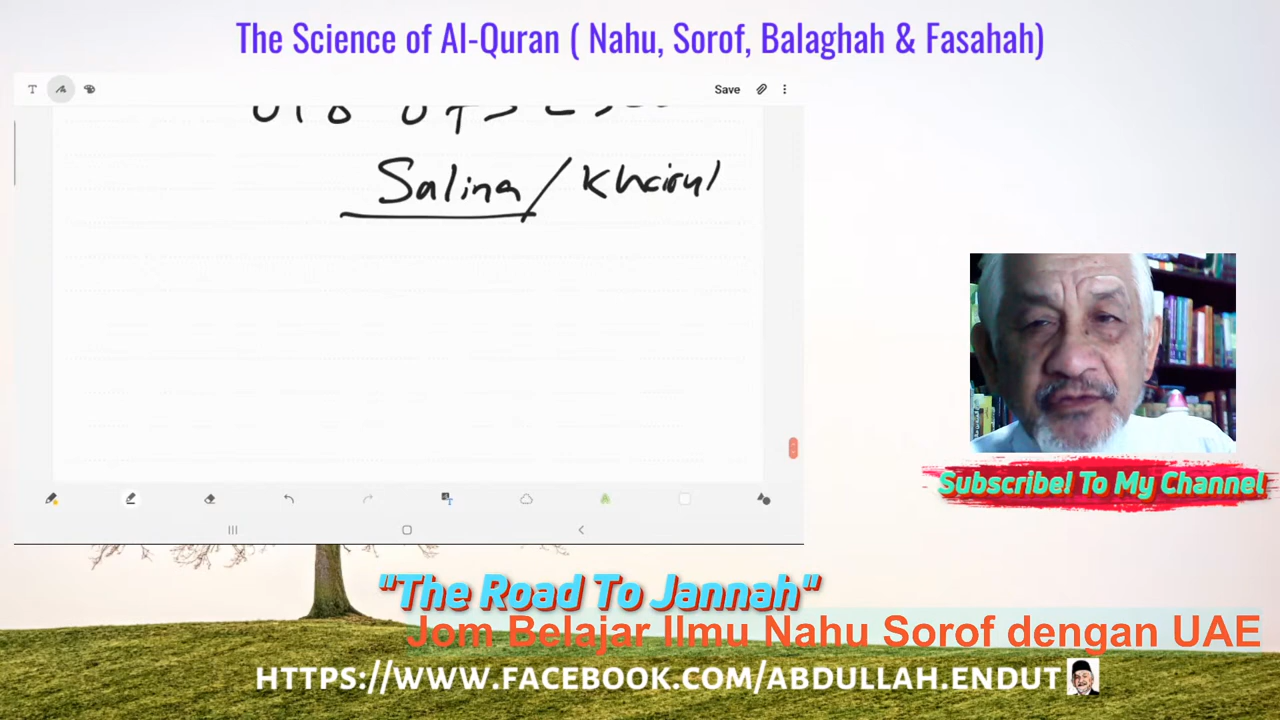 The Science of Al-Quran ( Nahu, Sorof, Balaghah & Fasahah)
T
Save
Salina / Khairul
Subscribe! To My Channel
"The Road To Jannah"
Jom Belajar Ilmu Nahu Sorof dengan UAE
HTTPS://WWW.FACEBOOK.COM/ABDULLAH.ENDUT